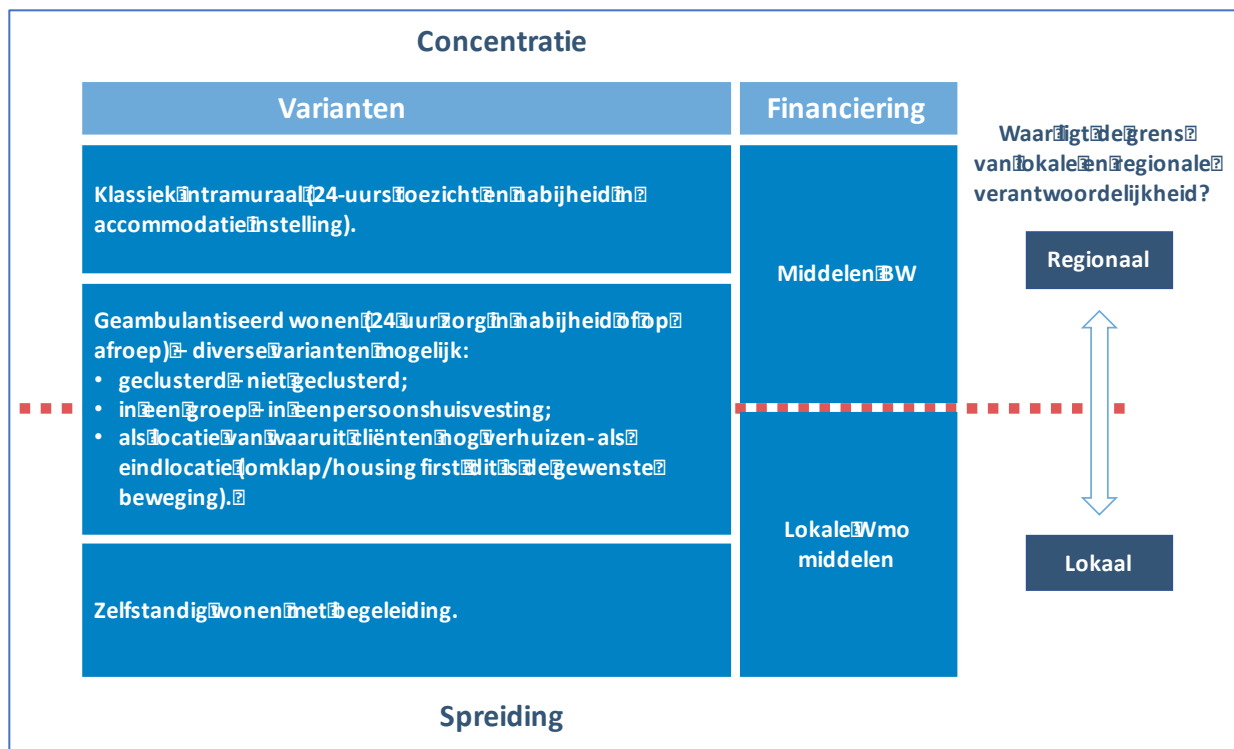 Concentratie
Varianten
Financiering
Waar ligt de grens
van lokale en regionale
verantwoordelijkheid?
Klassiek intramuraal (24-uurs toezicht en nabijheid in
accommodatie instelling).
Middelen BW
Regionaal
Geambulantiseerd wonen (24 uur zorg in nabijheid of op
afroep) – diverse varianten mogelijk:
• geclusterd – niet geclusterd;
• in een groep – in eenpersoonshuisvesting;
• als locatie van waaruit cliënten nog verhuizen - als
eindlocatie (omklap/housing first dit is de gewenste
beweging).
Lokale Wmo
middelen
Lokaal
Zelfstandig wonen met begeleiding.
Spreiding